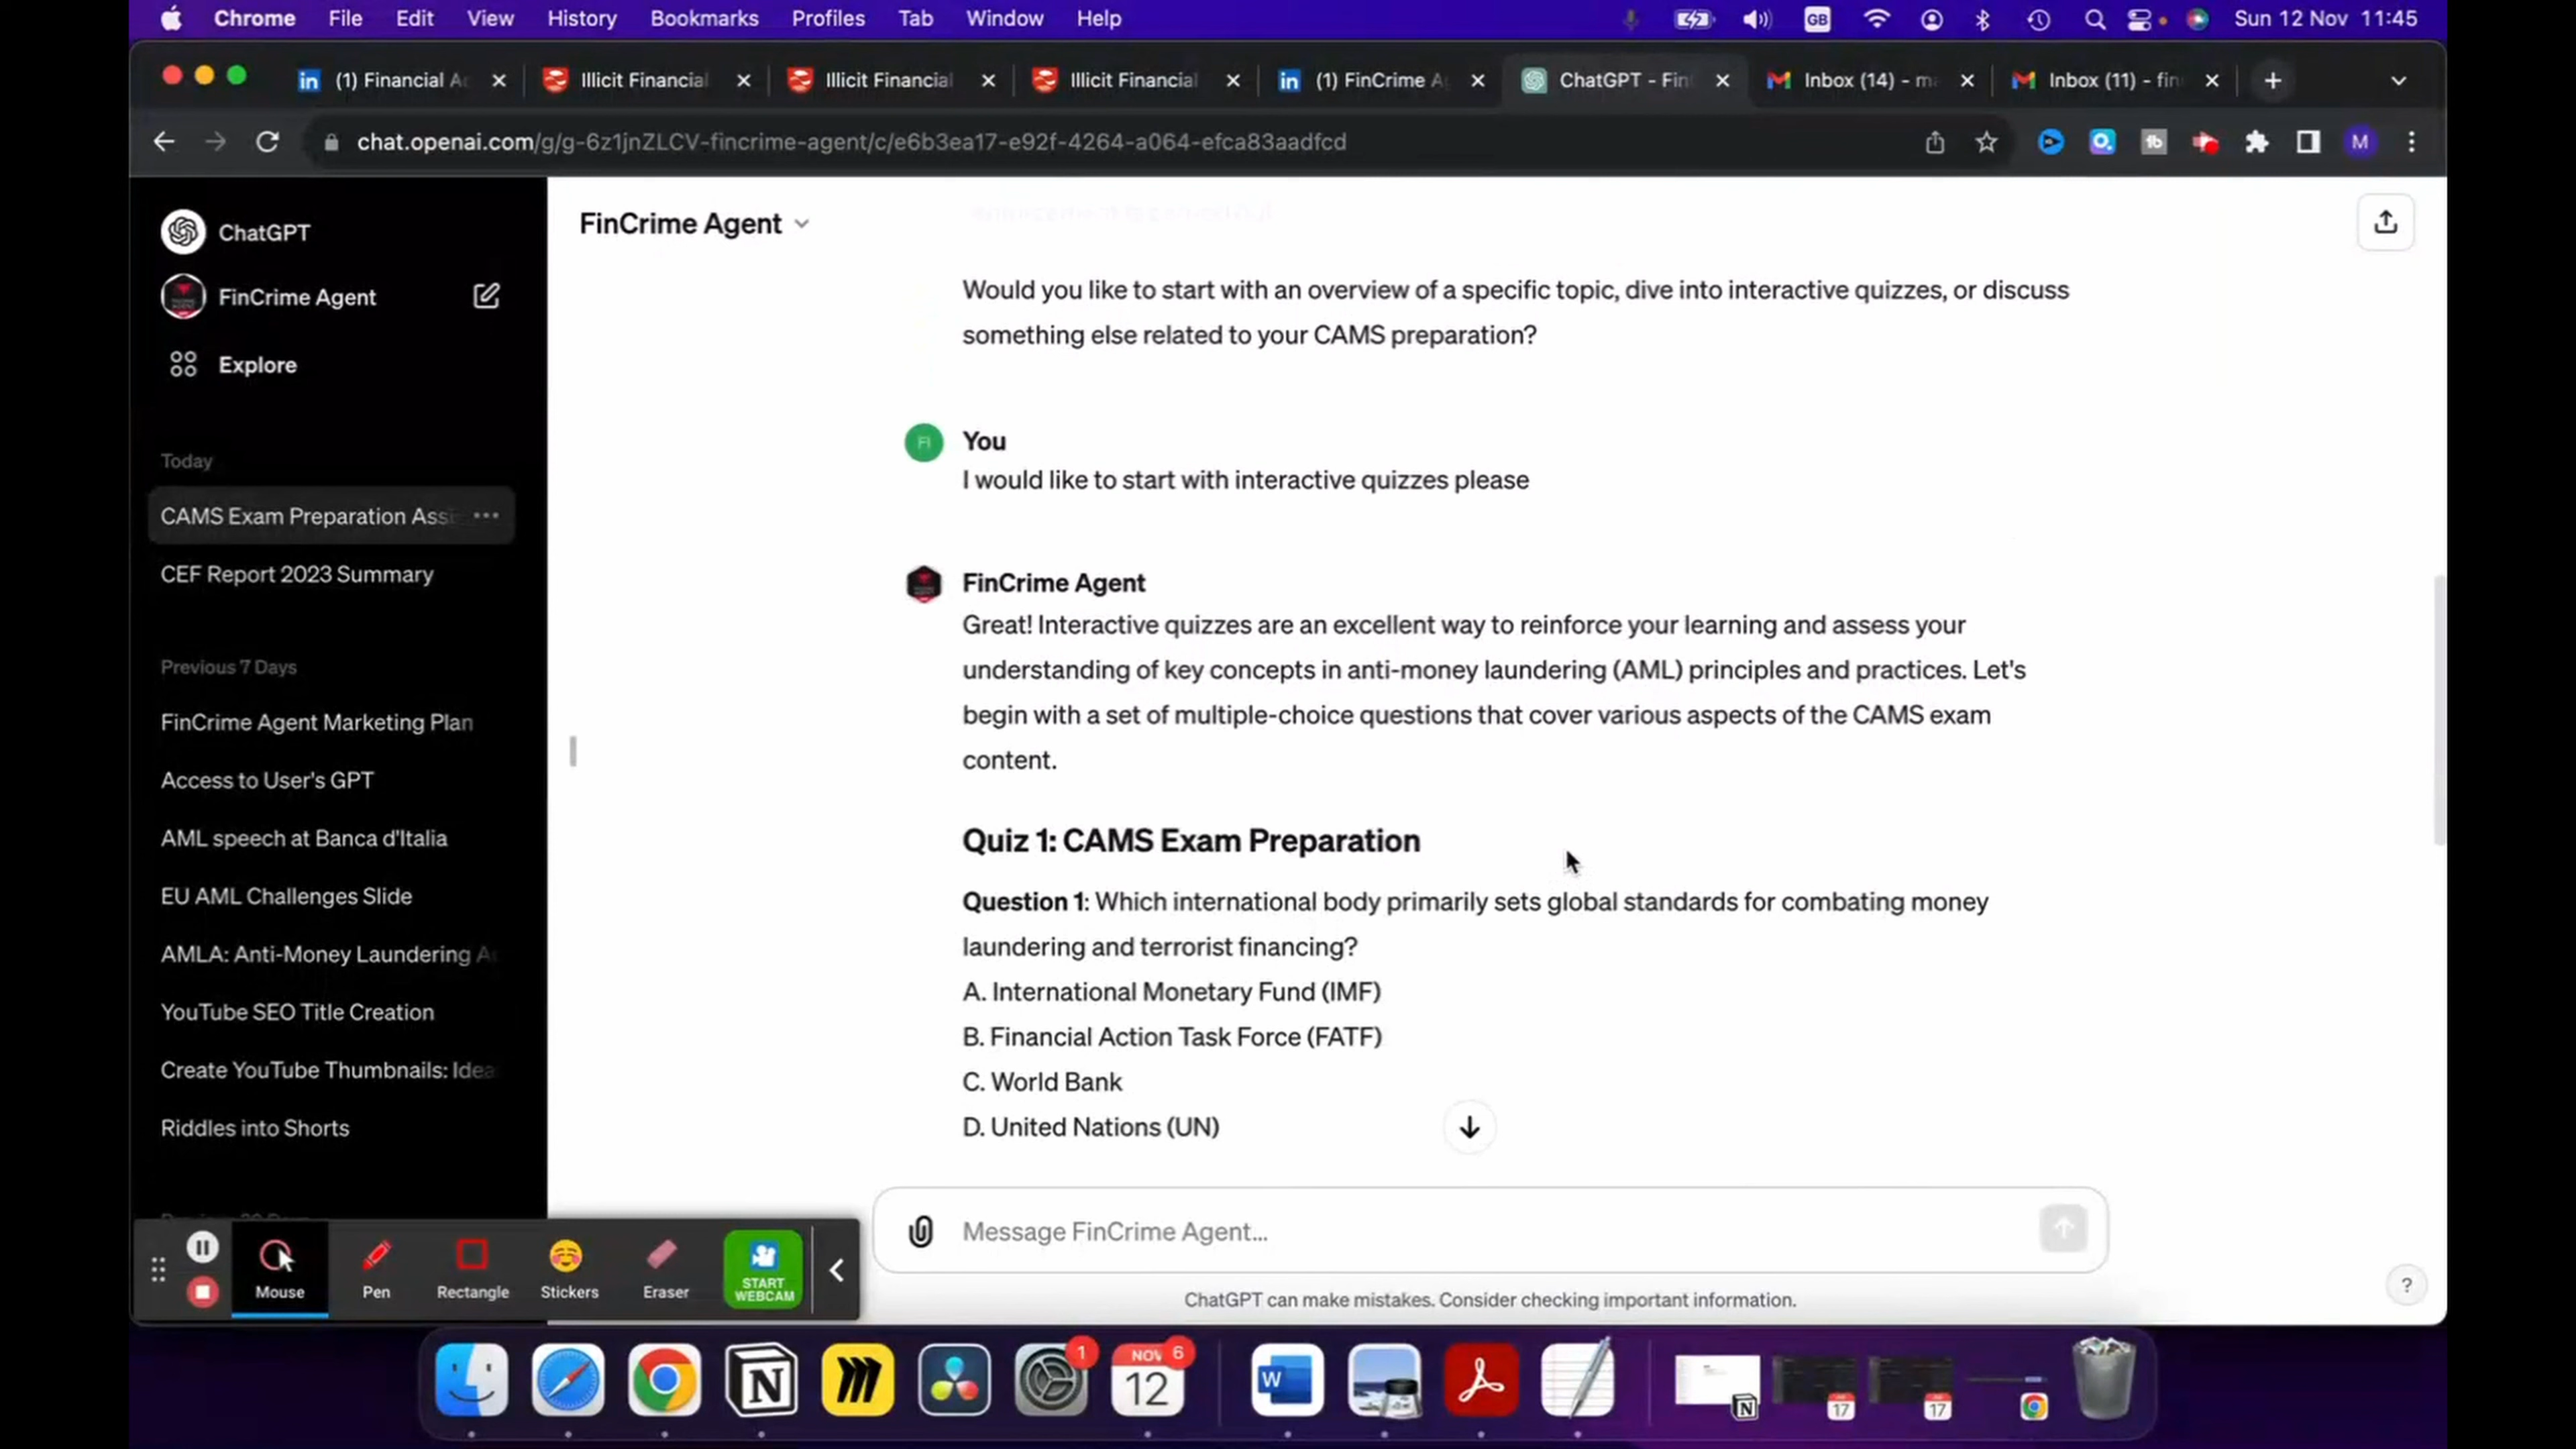 Chrome File Edit View History Bookmarks Profiles Tab Window Help GB Sun 12 Nov 11:45
in (1) Financial Ac Illicit Financial Illicit Financial Illicit Financial in (1) FinCrime A ChatGPT - Fin Inbox (14) - m Inbox (11) - fin
chat.openai.com/g/g-6z1jnZLCV-fincrime-agent/c/e6b3ea17-e92f-4264-a064-efca83aadfcd tb M
ChatGPT
FinCrime Agent
Explore
Today
CAMS Exam Preparation Assi
CEF Report 2023 Summary
Previous 7 Days
FinCrime Agent Marketing Plan
Access to User's GPT
AML speech at Banca d'Italia
EU AML Challenges Slide
AMLA: Anti-Money Laundering A
YouTube SEO Title Creation
Create YouTube Thumbnails: Idea
Riddles into Shorts
FinCrime Agent
Would you like to start with an overview of a specific topic, dive into interactive quizzes, or discuss
something else related to your CAMS preparation?
FI You
I would like to start with interactive quizzes please
FinCrime Agent
Great! Interactive quizzes are an excellent way to reinforce your learning and assess your
understanding of key concepts in anti-money laundering (AML) principles and practices. Let's
begin with a set of multiple-choice questions that cover various aspects of the CAMS exam
content.
Quiz 1: CAMS Exam Preparation
Question 1: Which international body primarily sets global standards for combating money
laundering and terrorist financing?
A. International Monetary Fund (IMF)
B. Financial Action Task Force (FATF)
C. World Bank
D. United Nations (UN)
Message FinCrime Agent...
ChatGPT can make mistakes. Consider checking important information.
?
Mouse Pen Rectangle Stickers Eraser START
WEBCAM
1 NOV 6
12 W 17 17